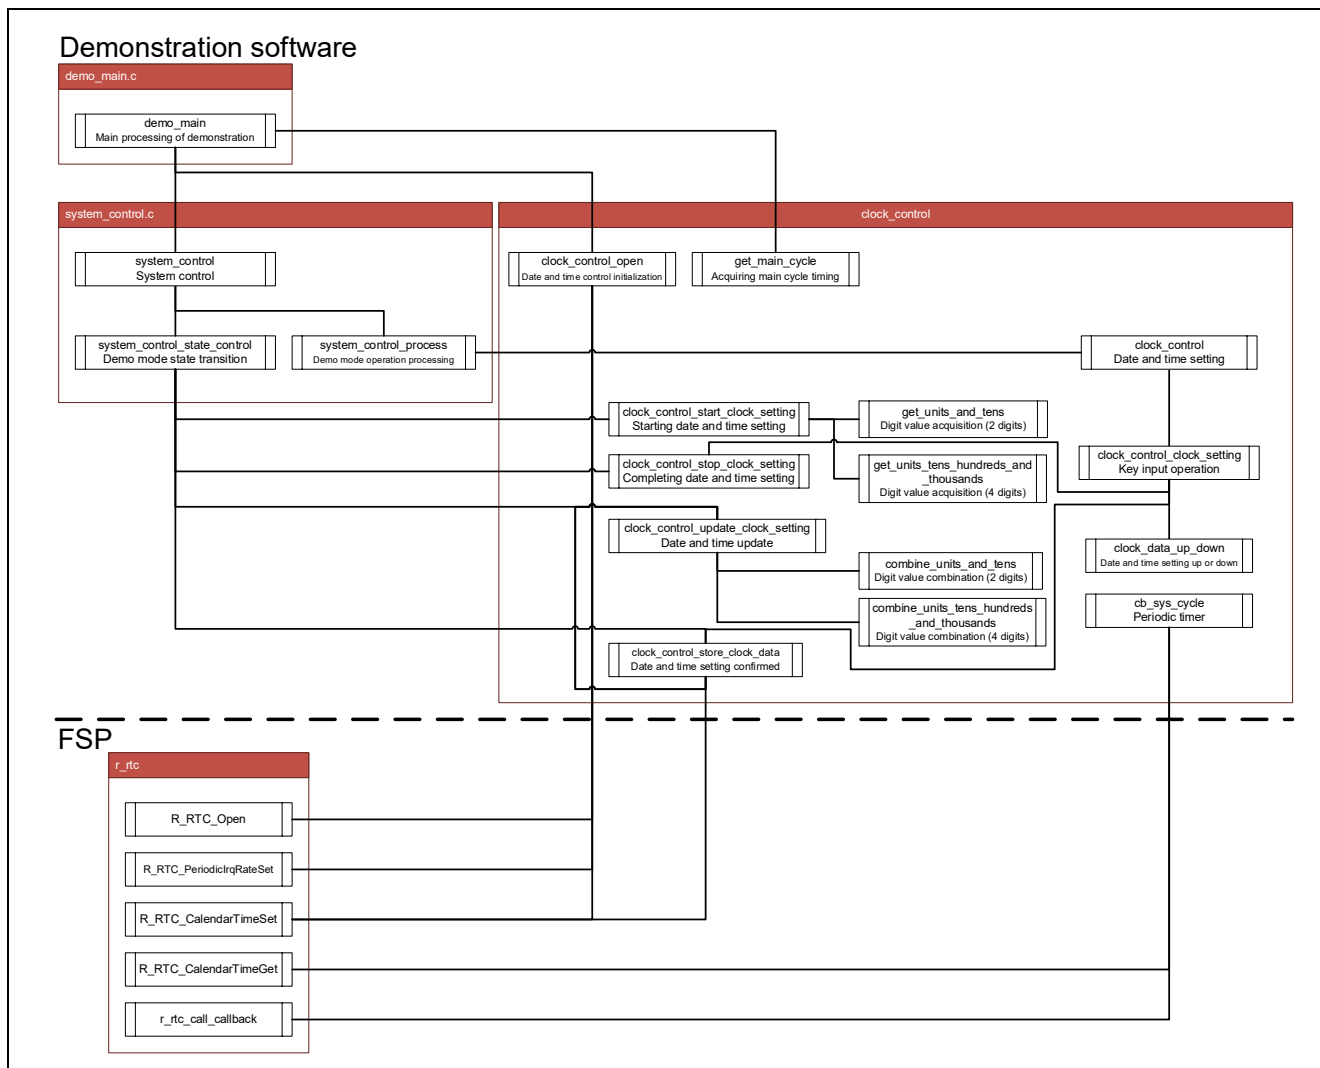 Demonstration software
demo_main.c
demo_main
Main processing of demonstration
system_control.c
clock_control
system_control
System control
clock_control_open
Date and time control initialization
get_main_cycle
Acquiring main cycle timing
system_control_state_control
Demo mode state transition
system_control_process
Demo mode operation processing
clock_control
Date and time setting
clock_control_start_clock_setting
Starting date and time setting
get_units_and_tens
Digit value acquisition (2 digits)
clock_control_stop_clock_setting
Completing date and time setting
get_units_tens_hundreds_and
_thousands
Digit value acquisition (4 digits)
clock_control_clock_setting
Key input operation
clock_control_update_clock_setting
Date and time update
clock_data_up_down
Date and time setting up or down
combine_units_and_tens
Digit value combination (2 digits)
combine_units_tens_hundreds
_and_thousands
Digit value combination (4 digits)
cb_sys_cycle
Periodic timer
clock_control_store_clock_data
Date and time setting confirmed
FSP
r_rtc
R_RTC_Open
R_RTC_PeriodicIrqRateSet
R_RTC_CalendarTimeSet
R_RTC_CalendarTimeGet
r_rtc_call_callback